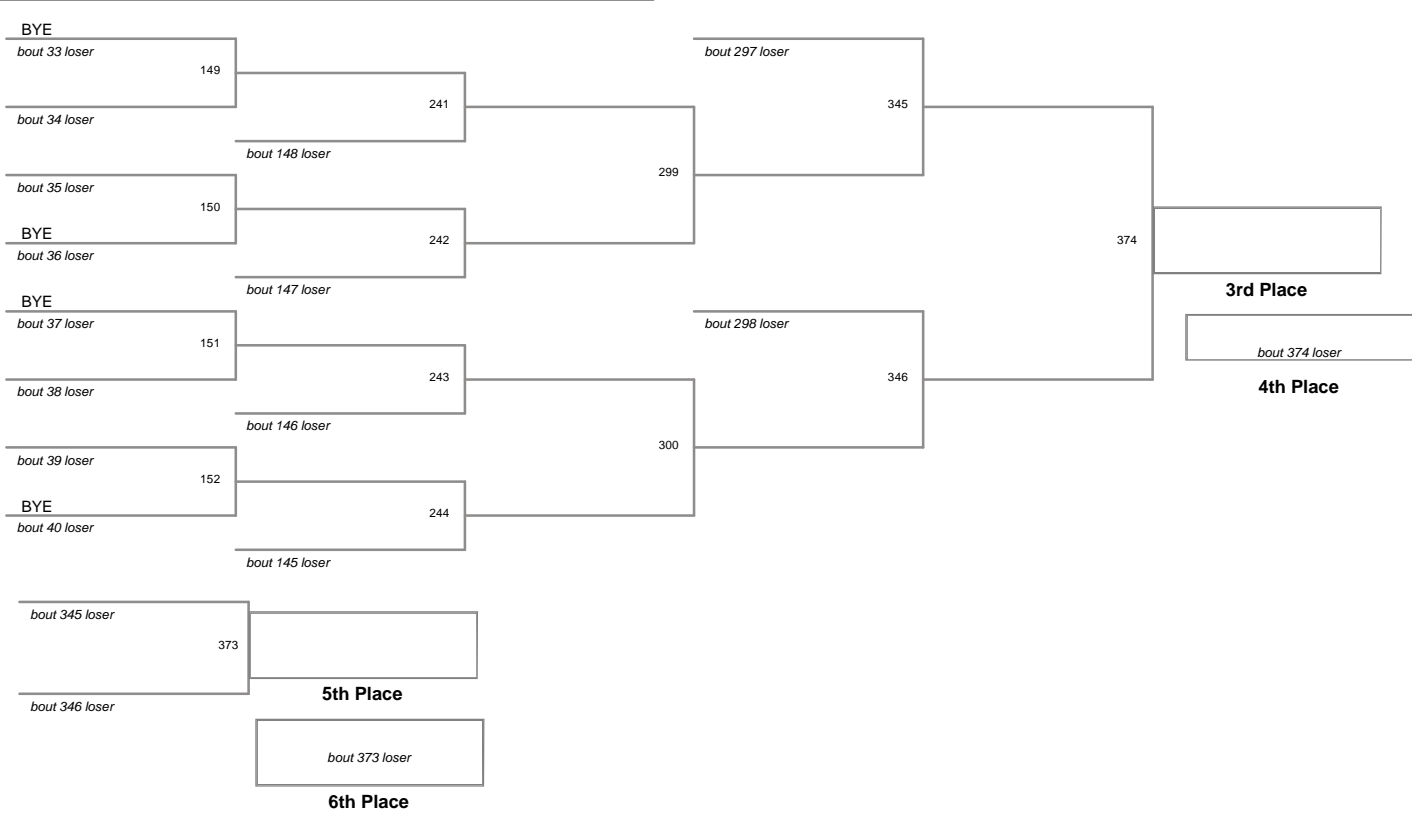 BYE
bout 33 loser
149
bout 34 loser
241
bout 148 loser
bout 35 loser
150
BYE
bout 36 loser
242
bout 147 loser
299
bout 297 loser
345
BYE
bout 37 loser
151
bout 38 loser
243
bout 146 loser
bout 39 loser
152
BYE
bout 40 loser
244
bout 145 loser
300
bout 298 loser
346
374
3rd Place
bout 374 loser
4th Place
bout 345 loser
373
bout 346 loser
5th Place
bout 373 loser
6th Place